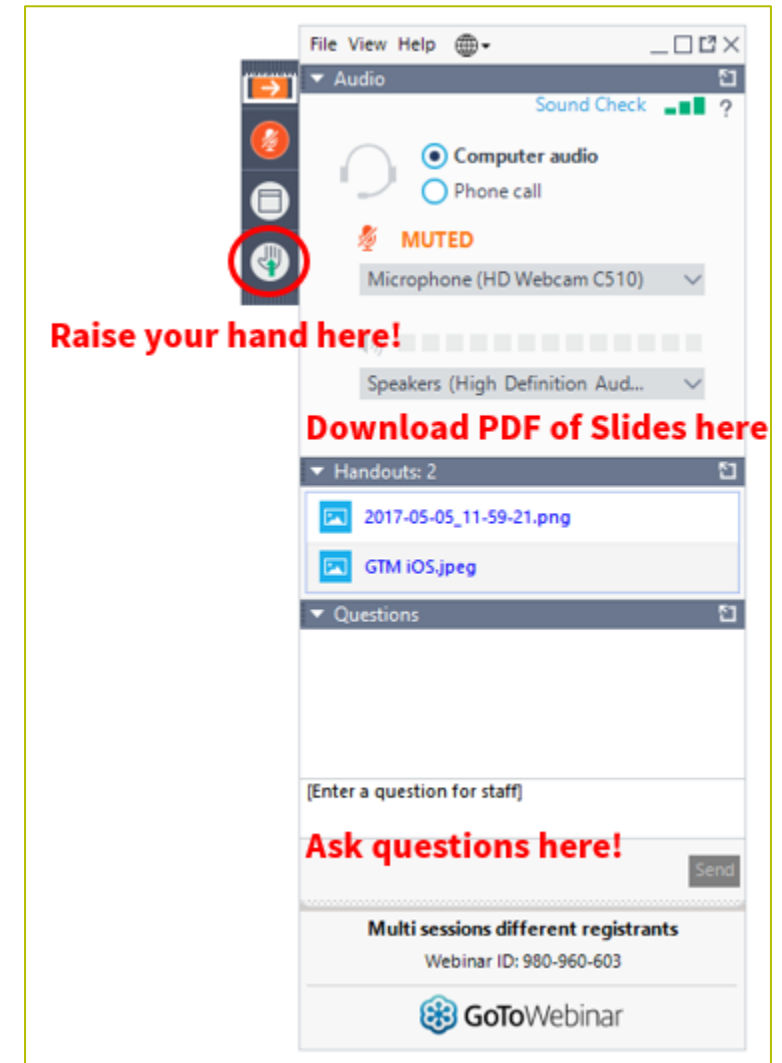 File View Help
Audio
Sound Check ?
Computer audio
Phone call
MUTED
Microphone (HD Webcam C510)
Raise your hand here!
Speakers (High Definition Aud...
Download PDF of Slides here
Handouts: 2
2017-05-05_11-59-21.png
GTM iOS.jpeg
Questions
[Enter a question for staff]
Ask questions here!
Send
Multi sessions different registrants
Webinar ID: 980-960-603
GoToWebinar